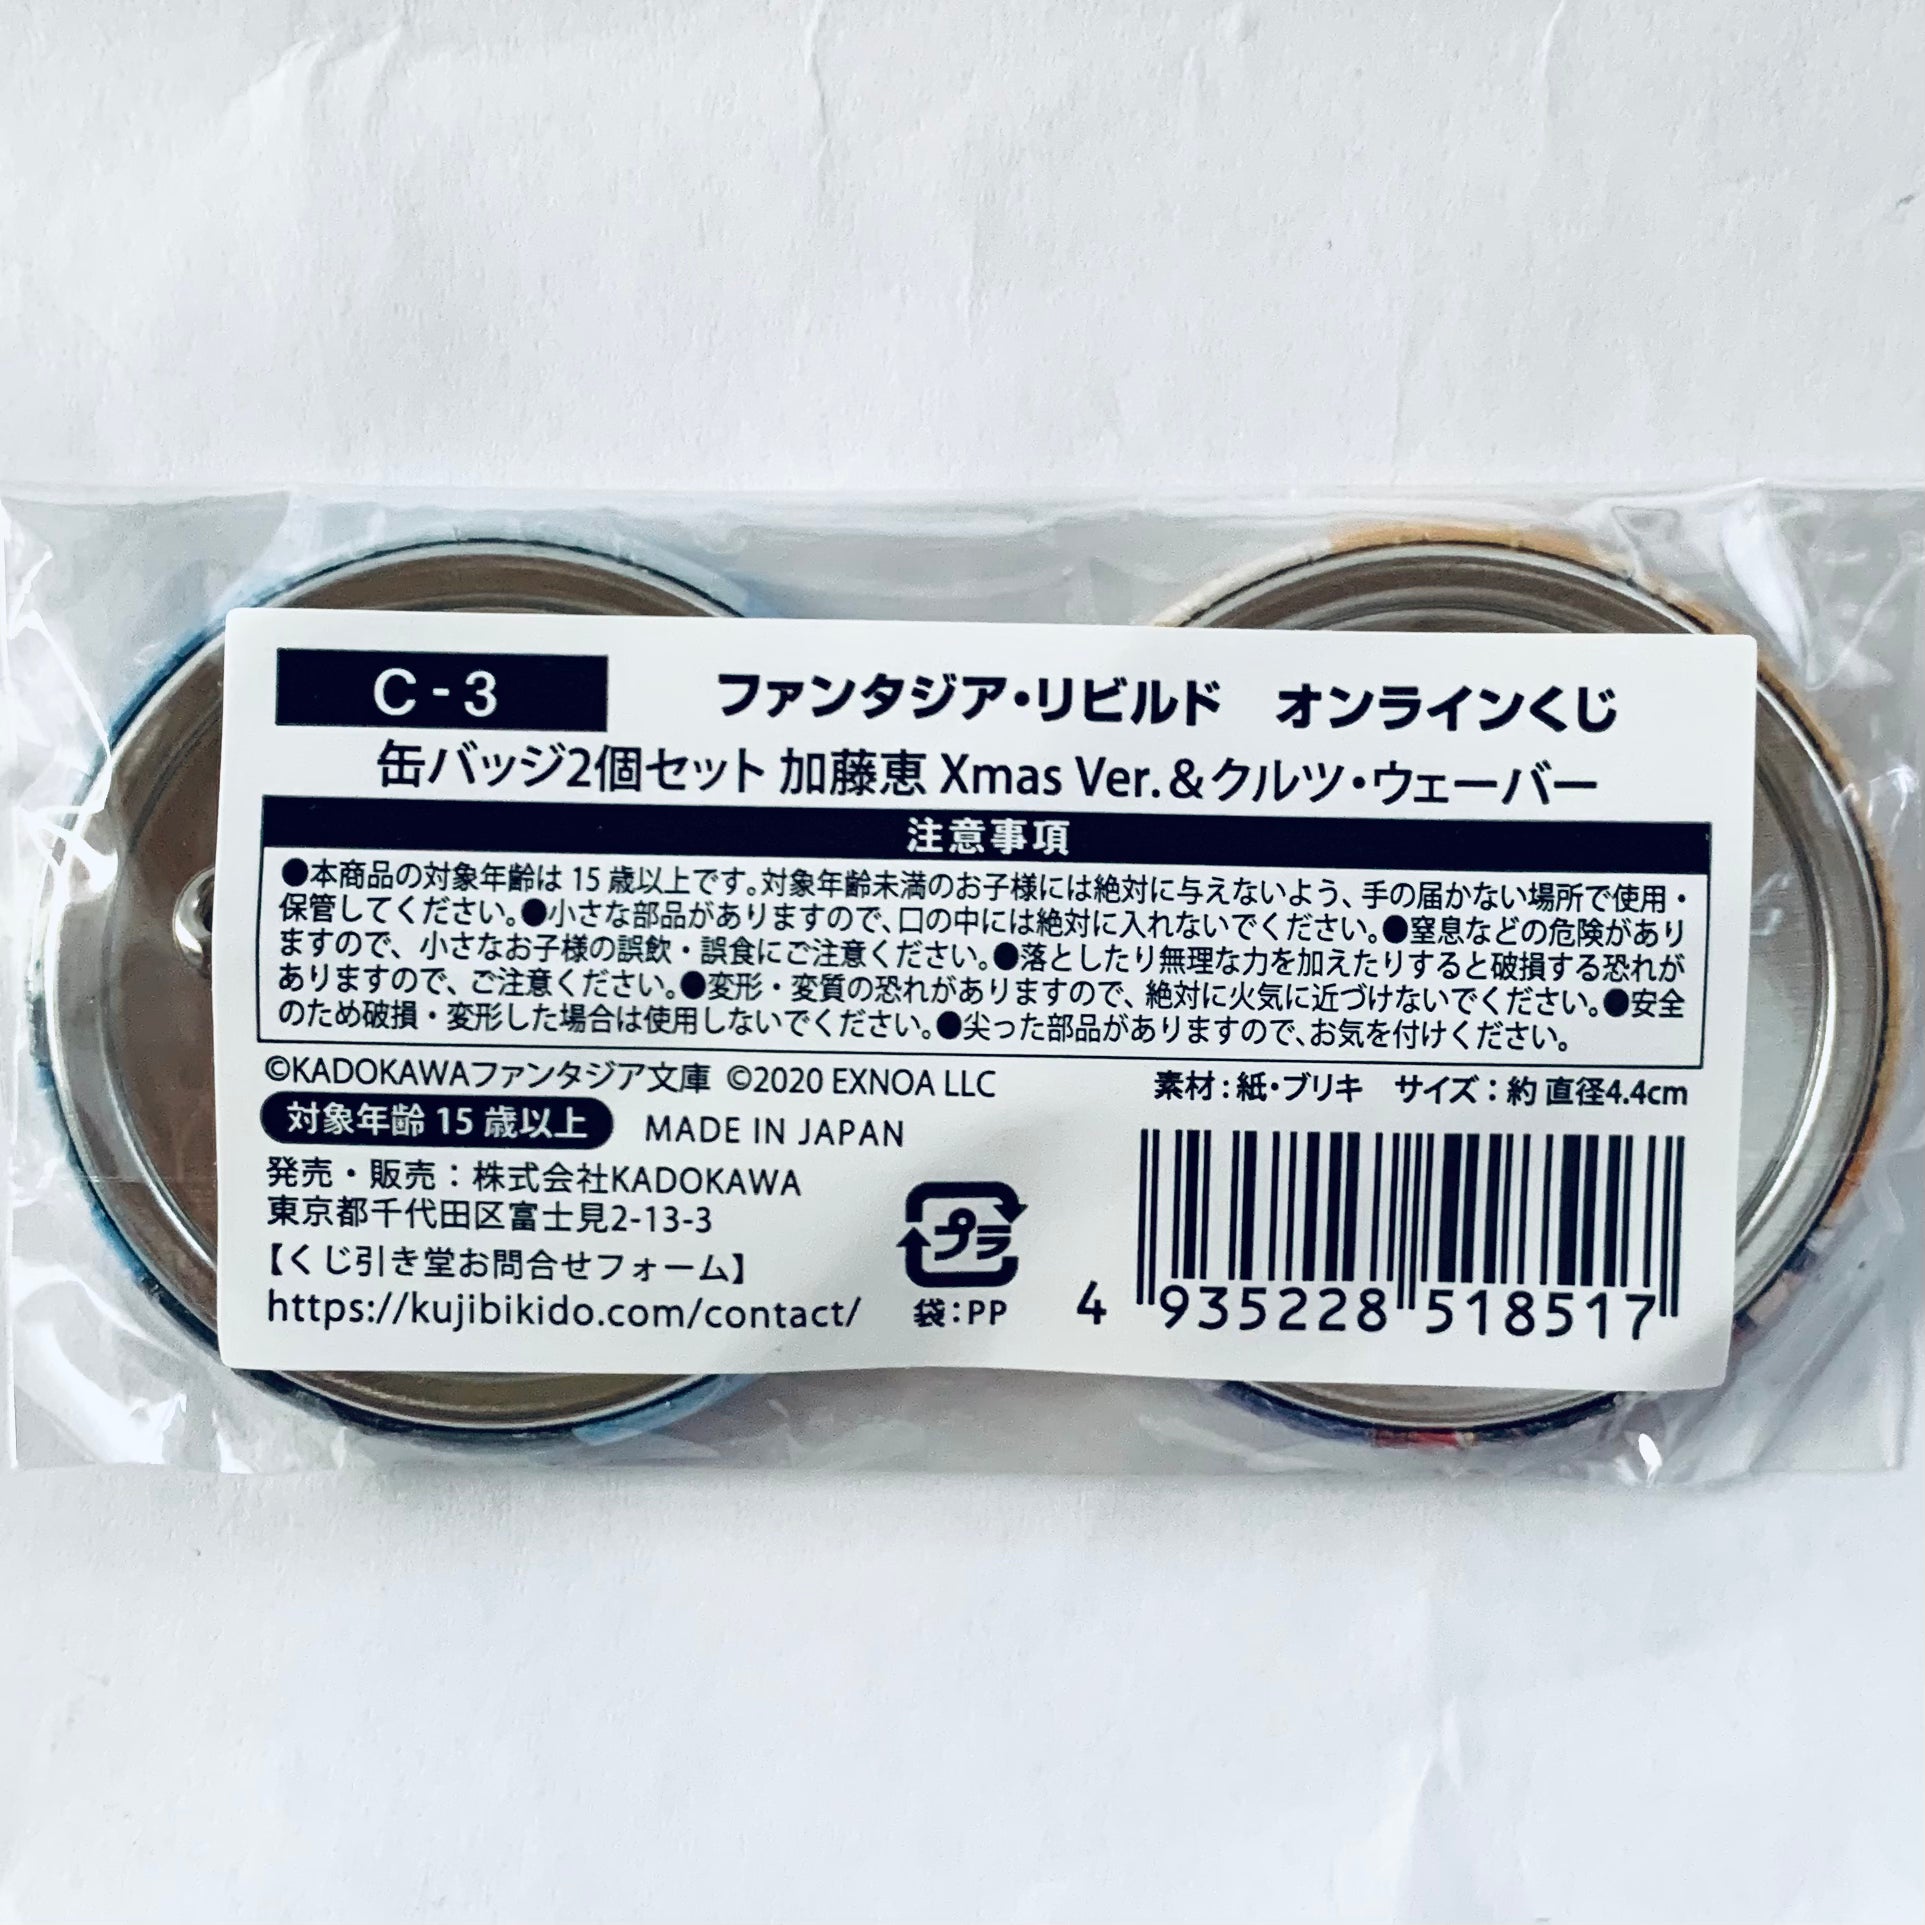 C-3
ファンタジア・リビルド オンラインくじ
缶バッジ2個セット 加藤恵 Xmas Ver.&クルツ・ウェーバー
注意事項
●本商品の対象年齢は 15 歳以上です。対象年齢未満のお子様には絶対に与えないよう、手の届かない場所で使用・
保管してください。●小さな部品がありますので、口の中には絶対に入れないでください。●窒息などの危険があり
ますので、小さなお子様の誤飲・誤食にご注意ください。●落としたり無理な力を加えたりすると破損する恐れが
ありますので、ご注意ください。●変形・変質の恐れがありますので、絶対に火気に近づけないでください。●安全
のため破損・変形した場合は使用しないでください。●尖った部品がありますので、お気を付けください。
©KADOKAWAファンタジア文庫 ©2020 EXNOA LLC
素材：紙・ブリキ サイズ：約 直径4.4cm
対象年齢 15 歳以上 MADE IN JAPAN
発売・販売：株式会社KADOKAWA
東京都千代田区富士見2-13-3
【くじ引き堂お問合せフォーム】
https://kujibikido.com/contact/
プラ
袋：PP
4 935228 518517